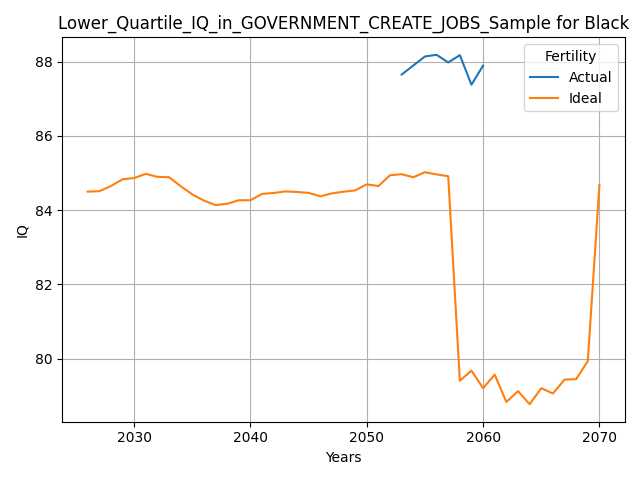 Lower_Quartile_IQ_in_GOVERNMENT_CREATE_JOBS_Sample for Black
Fertility
Actual
Ideal
88
86
84
82
80
IQ
2030 2040 2050 2060 2070
Years